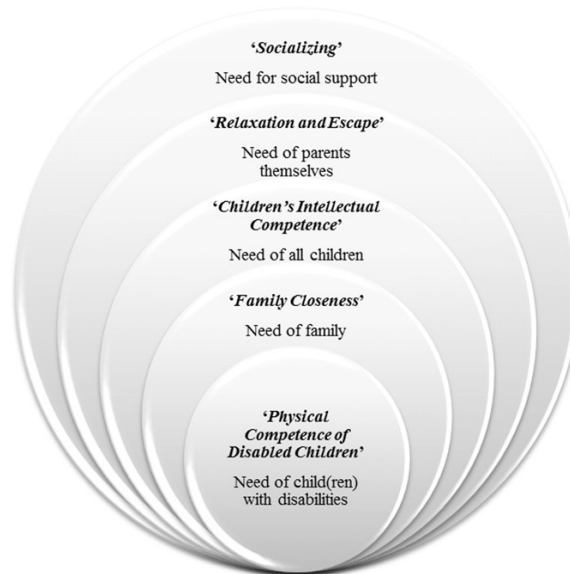 ‘Socializing’
Need for social support
‘Relaxation and Escape’
Need of parents
themselves
‘Children’s Intellectual
Competence’
Need of all children
‘Family Closeness’
Need of family
‘Physical
Competence of
Disabled Children’
Need of child(ren)
with disabilities